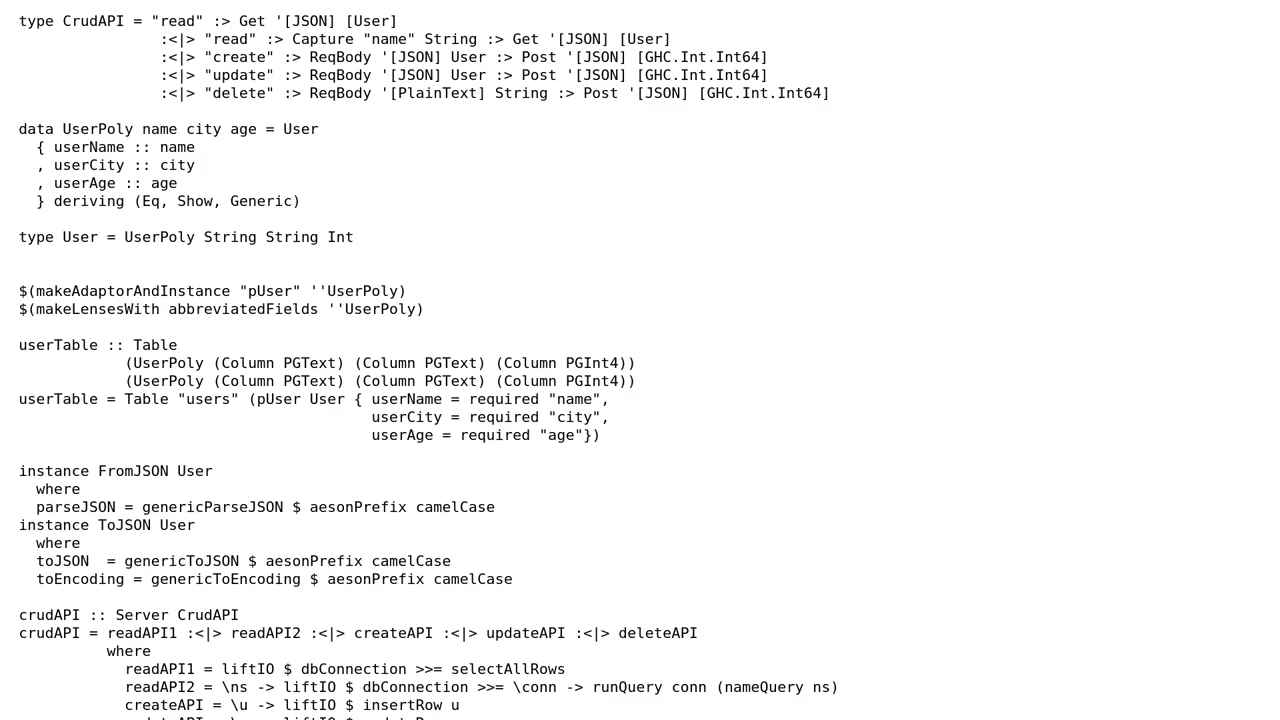 type CrudAPI = "read" :> Get '[JSON] [User]
                :<|> "read" :> Capture "name" String :> Get '[JSON] [User]
                :<|> "create" :> ReqBody '[JSON] User :> Post '[JSON] [GHC.Int.Int64]
                :<|> "update" :> ReqBody '[JSON] User :> Post '[JSON] [GHC.Int.Int64]
                :<|> "delete" :> ReqBody '[PlainText] String :> Post '[JSON] [GHC.Int.Int64]

data UserPoly name city age = User
  { userName :: name
  , userCity :: city
  , userAge :: age
  } deriving (Eq, Show, Generic)

type User = UserPoly String String Int


$(makeAdaptorAndInstance "pUser" ''UserPoly)
$(makeLensesWith abbreviatedFields ''UserPoly)

userTable :: Table
            (UserPoly (Column PGText) (Column PGText) (Column PGInt4))
            (UserPoly (Column PGText) (Column PGText) (Column PGInt4))
userTable = Table "users" (pUser User { userName = required "name",
                                        userCity = required "city",
                                        userAge = required "age"})

instance FromJSON User
  where
  parseJSON = genericParseJSON $ aesonPrefix camelCase
instance ToJSON User
  where
  toJSON  = genericToJSON $ aesonPrefix camelCase
  toEncoding = genericToEncoding $ aesonPrefix camelCase

crudAPI :: Server CrudAPI
crudAPI = readAPI1 :<|> readAPI2 :<|> createAPI :<|> updateAPI :<|> deleteAPI
          where
            readAPI1 = liftIO $ dbConnection >>= selectAllRows
            readAPI2 = \ns -> liftIO $ dbConnection >>= \conn -> runQuery conn (nameQuery ns)
            createAPI = \u -> liftIO $ insertRow u